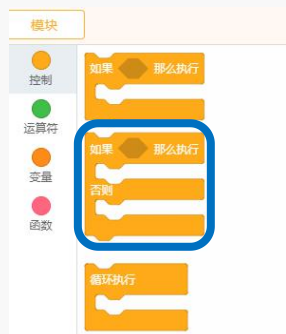 模块
控制
运算符
变量
函数
如果 那么执行
如果 那么执行
否则
循环执行